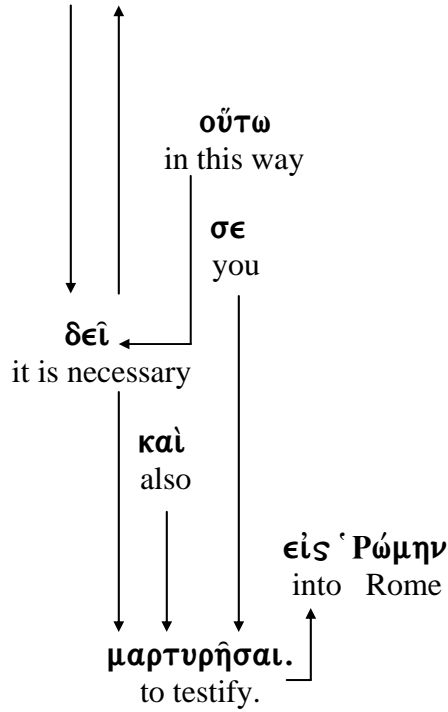 οὕτω
in this way
σε
you
δεῖ
it is necessary
καὶ
also
εἰς Ῥώμην
into Rome
μαρτυρῆσαι.
to testify.